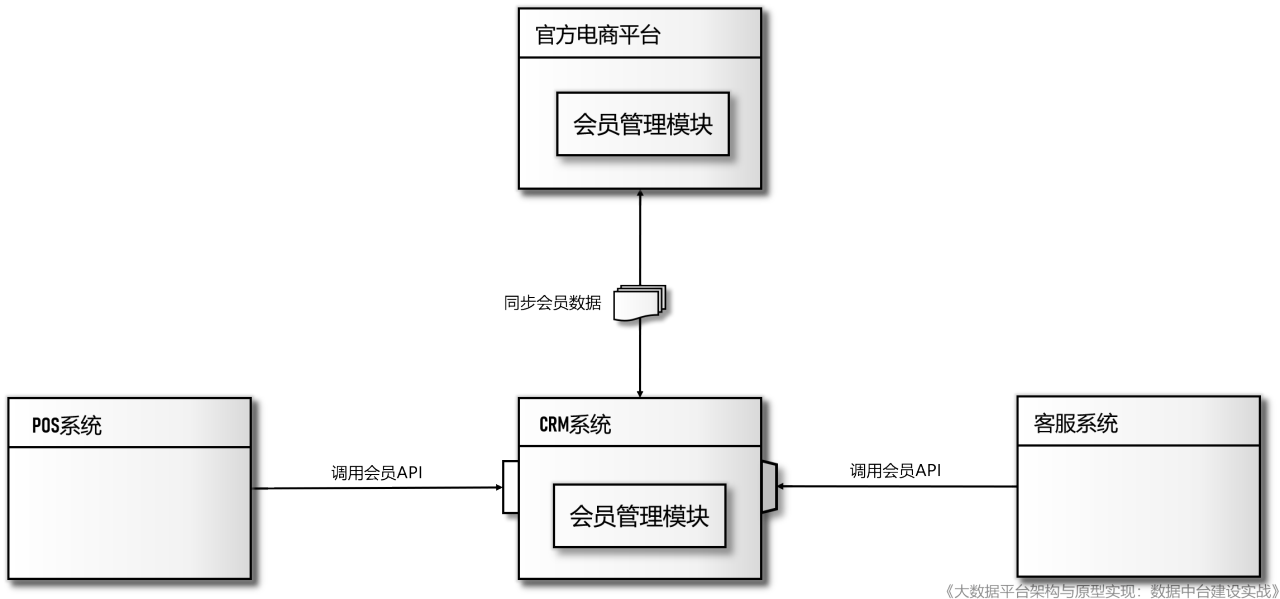 官方电商平台
会员管理模块
同步会员数据
POS系统
CRM系统
客服系统
调用会员API
调用会员API
会员管理模块
《大数据平台架构与原型实现：数据中台建设实战》